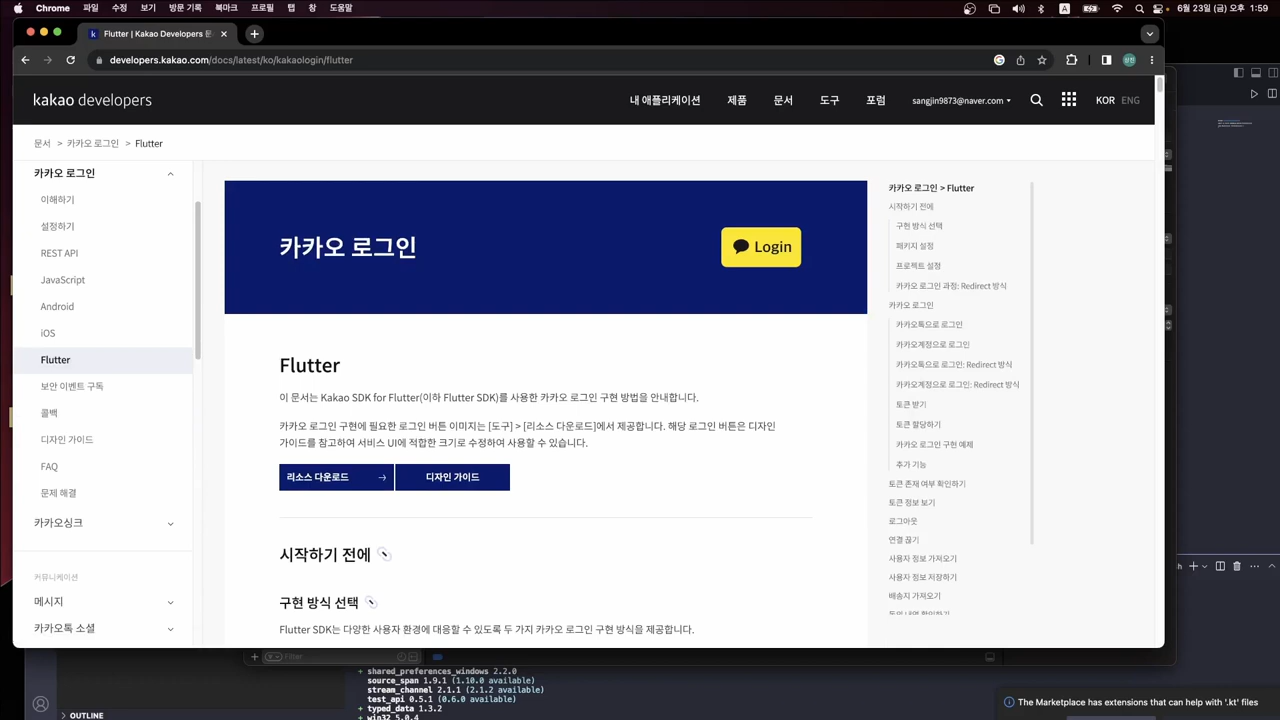 Chrome 파일 수정 보기 방문 기록 북마크 프로필 탭 창 도움말
A
6월 23일(금) 오후 1:59
Flutter | Kakao Developers 문
developers.kakao.com/docs/latest/ko/kakaologin/flutter
kakao developers
내 애플리케이션 제품 문서 도구 포럼 sangjin9873@naver.com KOR ENG
문서 > 카카오 로그인 > Flutter
카카오 로그인
이해하기
설정하기
REST API
JavaScript
Android
iOS
Flutter
보안 이벤트 구독
콜백
디자인 가이드
FAQ
문제 해결
카카오싱크
커뮤니케이션
메시지
카카오톡 소셜
카카오 로그인
Login
Flutter
이 문서는 Kakao SDK for Flutter(이하 Flutter SDK)를 사용한 카카오 로그인 구현 방법을 안내합니다.
카카오 로그인 구현에 필요한 로그인 버튼 이미지는 [도구] > [리소스 다운로드]에서 제공합니다. 해당 로그인 버튼은 디자인
가이드를 참고하여 서비스 UI에 적합한 크기로 수정하여 사용할 수 있습니다.
리소스 다운로드 →
디자인 가이드
시작하기 전에
구현 방식 선택
Flutter SDK는 다양한 사용자 환경에 대응할 수 있도록 두 가지 카카오 로그인 구현 방식을 제공합니다.
카카오 로그인 > Flutter
시작하기 전에
구현 방식 선택
패키지 설정
프로젝트 설정
카카오 로그인 과정: Redirect 방식
카카오 로그인
카카오톡으로 로그인
카카오계정으로 로그인
카카오톡으로 로그인: Redirect 방식
카카오계정으로 로그인: Redirect 방식
토큰 받기
토큰 할당하기
카카오 로그인 구현 예제
추가 기능
토큰 존재 여부 확인하기
토큰 정보 보기
로그아웃
연결 끊기
사용자 정보 가져오기
사용자 정보 저장하기
배송지 가져오기
동의 내역 확인하기
Filter
+ shared_preferences_windows 2.2.0
source_span 1.9.1 (1.10.0 available)
stream_channel 2.1.1 (2.1.2 available)
test_api 0.5.1 (0.6.0 available)
+ typed_data 1.3.2
+ win32 5.0.4
OUTLINE
The Marketplace has extensions that can help with '.kt' files